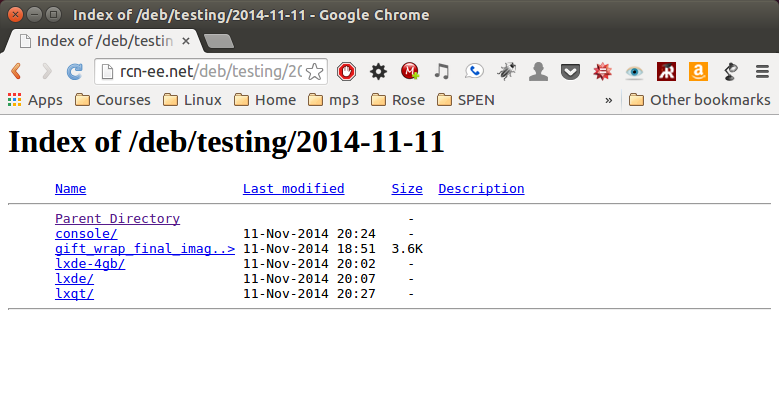 Index of /deb/testing/2014-11-11 - Google Chrome
Index of /deb/testin
rcn-ee.net/deb/testing/20
Apps Courses Linux Home mp3 Rose SPEN » Other bookmarks
Index of /deb/testing/2014-11-11
Name Last modified Size Description
Parent Directory -
console/ 11-Nov-2014 20:24 -
gift_wrap_final_imag..> 11-Nov-2014 18:51 3.6K
lxde-4gb/ 11-Nov-2014 20:02 -
lxde/ 11-Nov-2014 20:07 -
lxqt/ 11-Nov-2014 20:27 -